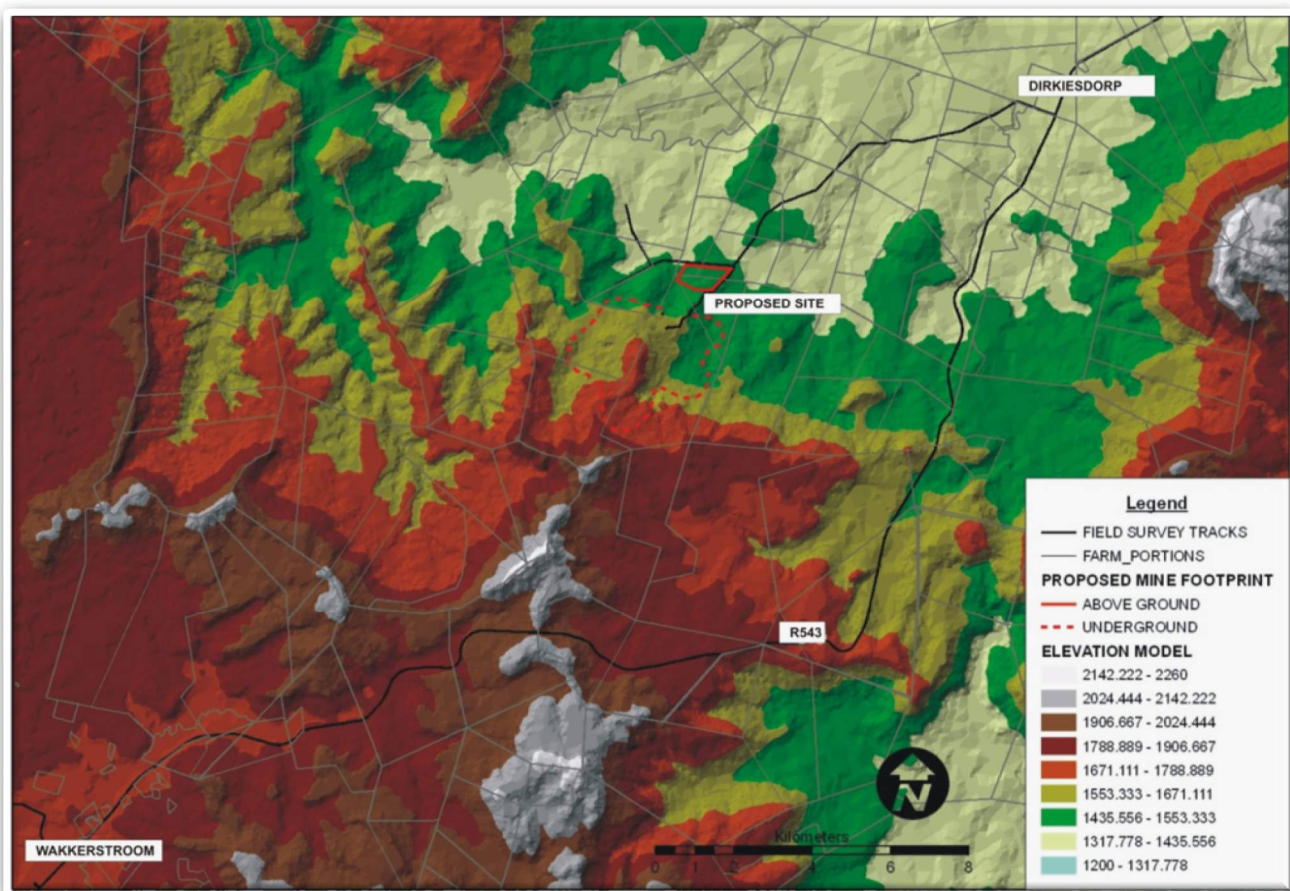 DIRKIESDORP
PROPOSED SITE
R543
WAKKERSTROOM
N
Kilometers
0 2 4 6 8
Legend
FIELD SURVEY TRACKS
FARM_PORTIONS
PROPOSED MINE FOOTPRINT
ABOVE GROUND
UNDERGROUND
ELEVATION MODEL
2142.222 - 2260
2024.444 - 2142.222
1906.667 - 2024.444
1788.889 - 1906.667
1671.111 - 1788.889
1553.333 - 1671.111
1435.556 - 1553.333
1317.778 - 1435.556
1200 - 1317.778